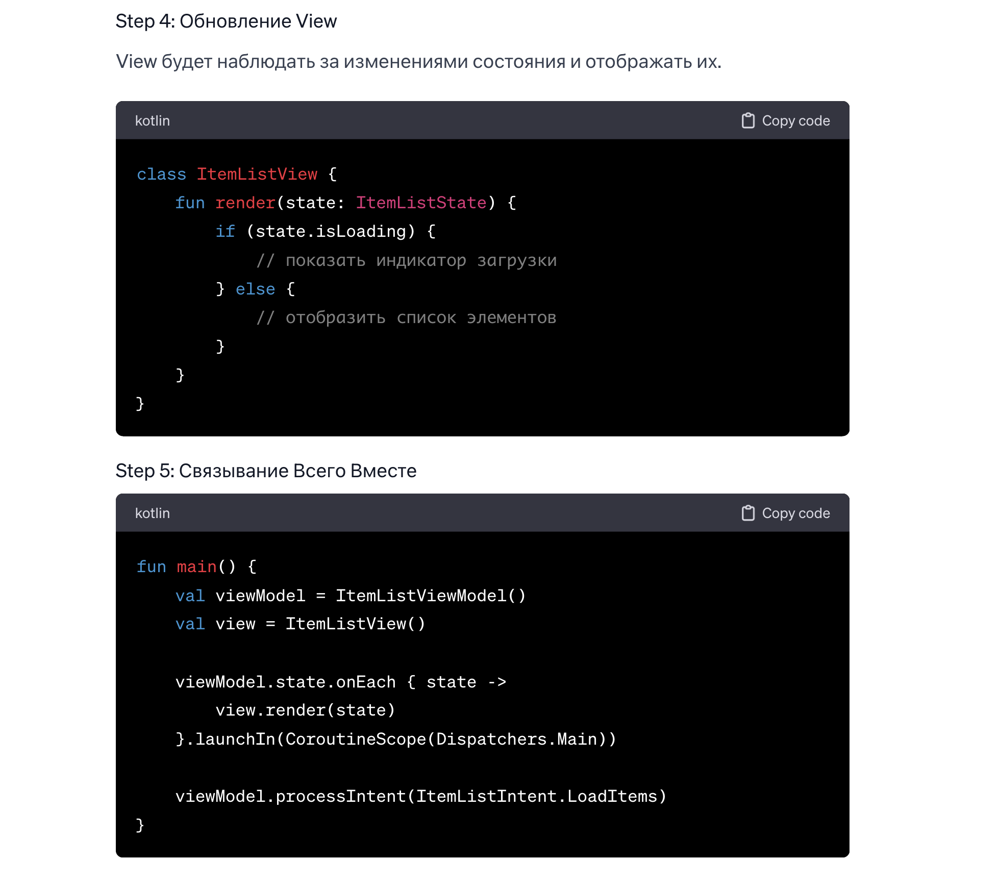 Step 4: Обновление View
View будет наблюдать за изменениями состояния и отображать их.
kotlin
Copy code
class ItemListView {
    fun render(state: ItemListState) {
        if (state.isLoading) {
            // показать индикатор загрузки
        } else {
            // отобразить список элементов
        }
    }
}
Step 5: Связывание Всего Вместе
kotlin
Copy code
fun main() {
    val viewModel = ItemListViewModel()
    val view = ItemListView()
    viewModel.state.onEach { state ->
        view.render(state)
    }.launchIn(CoroutineScope(Dispatchers.Main))
    viewModel.processIntent(ItemListIntent.LoadItems)
}